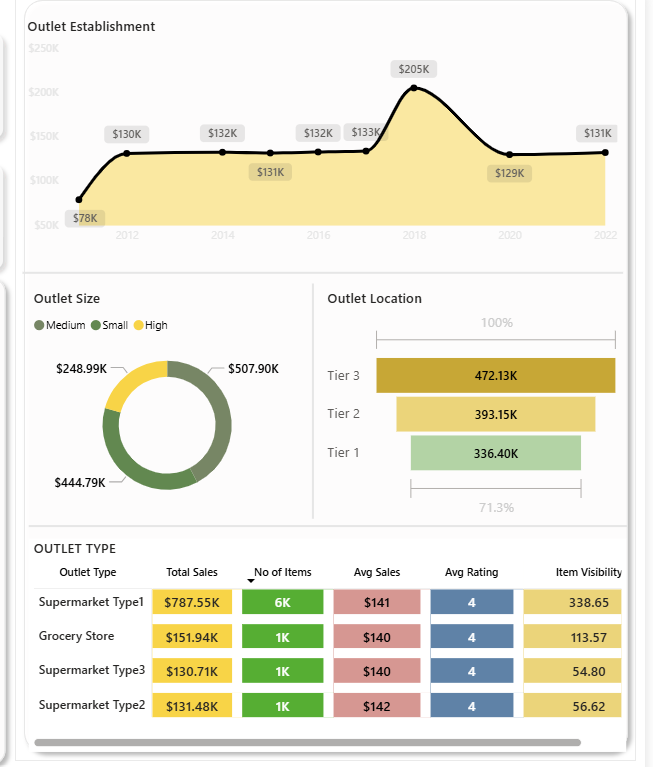 Outlet Establishment
$250K
$200K
$150K
$100K
$50K
$78K
$130K
$132K
$131K
$132K
$133K
$205K
$129K
$131K
2012
2014
2016
2018
2020
2022
Outlet Size
Medium Small High
$248.99K
$507.90K
$444.79K
Outlet Location
100%
Tier 3 472.13K
Tier 2 393.15K
Tier 1 336.40K
71.3%
OUTLET TYPE
Outlet Type Total Sales No of Items Avg Sales Avg Rating Item Visibility
Supermarket Type1 $787.55K 6K $141 4 338.65
Grocery Store $151.94K 1K $140 4 113.57
Supermarket Type3 $130.71K 1K $140 4 54.80
Supermarket Type2 $131.48K 1K $142 4 56.62